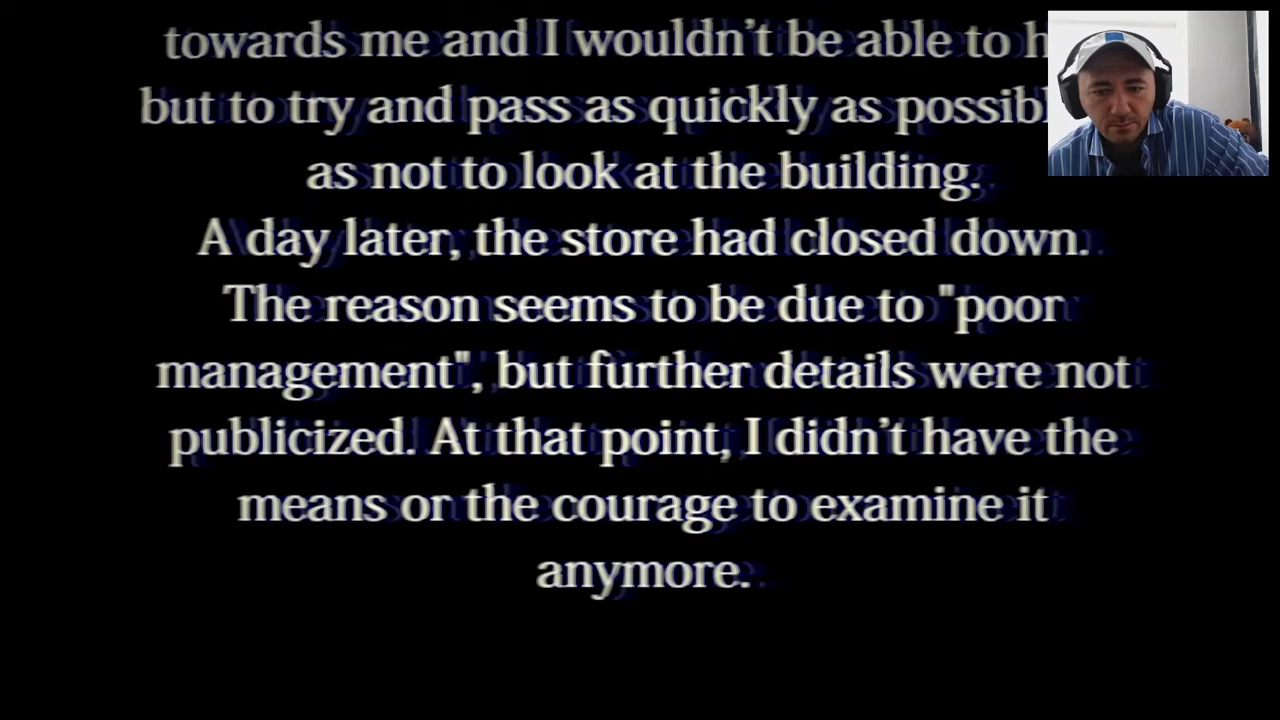 towards me and I wouldn't be able to
but to try and pass as quickly as
as not to look at the building.
A day later, the store had closed down.
The reason seems to be due to "poor
management", but further details were not
publicized. At that point, I didn't have the
means or the courage to examine it
anymore.